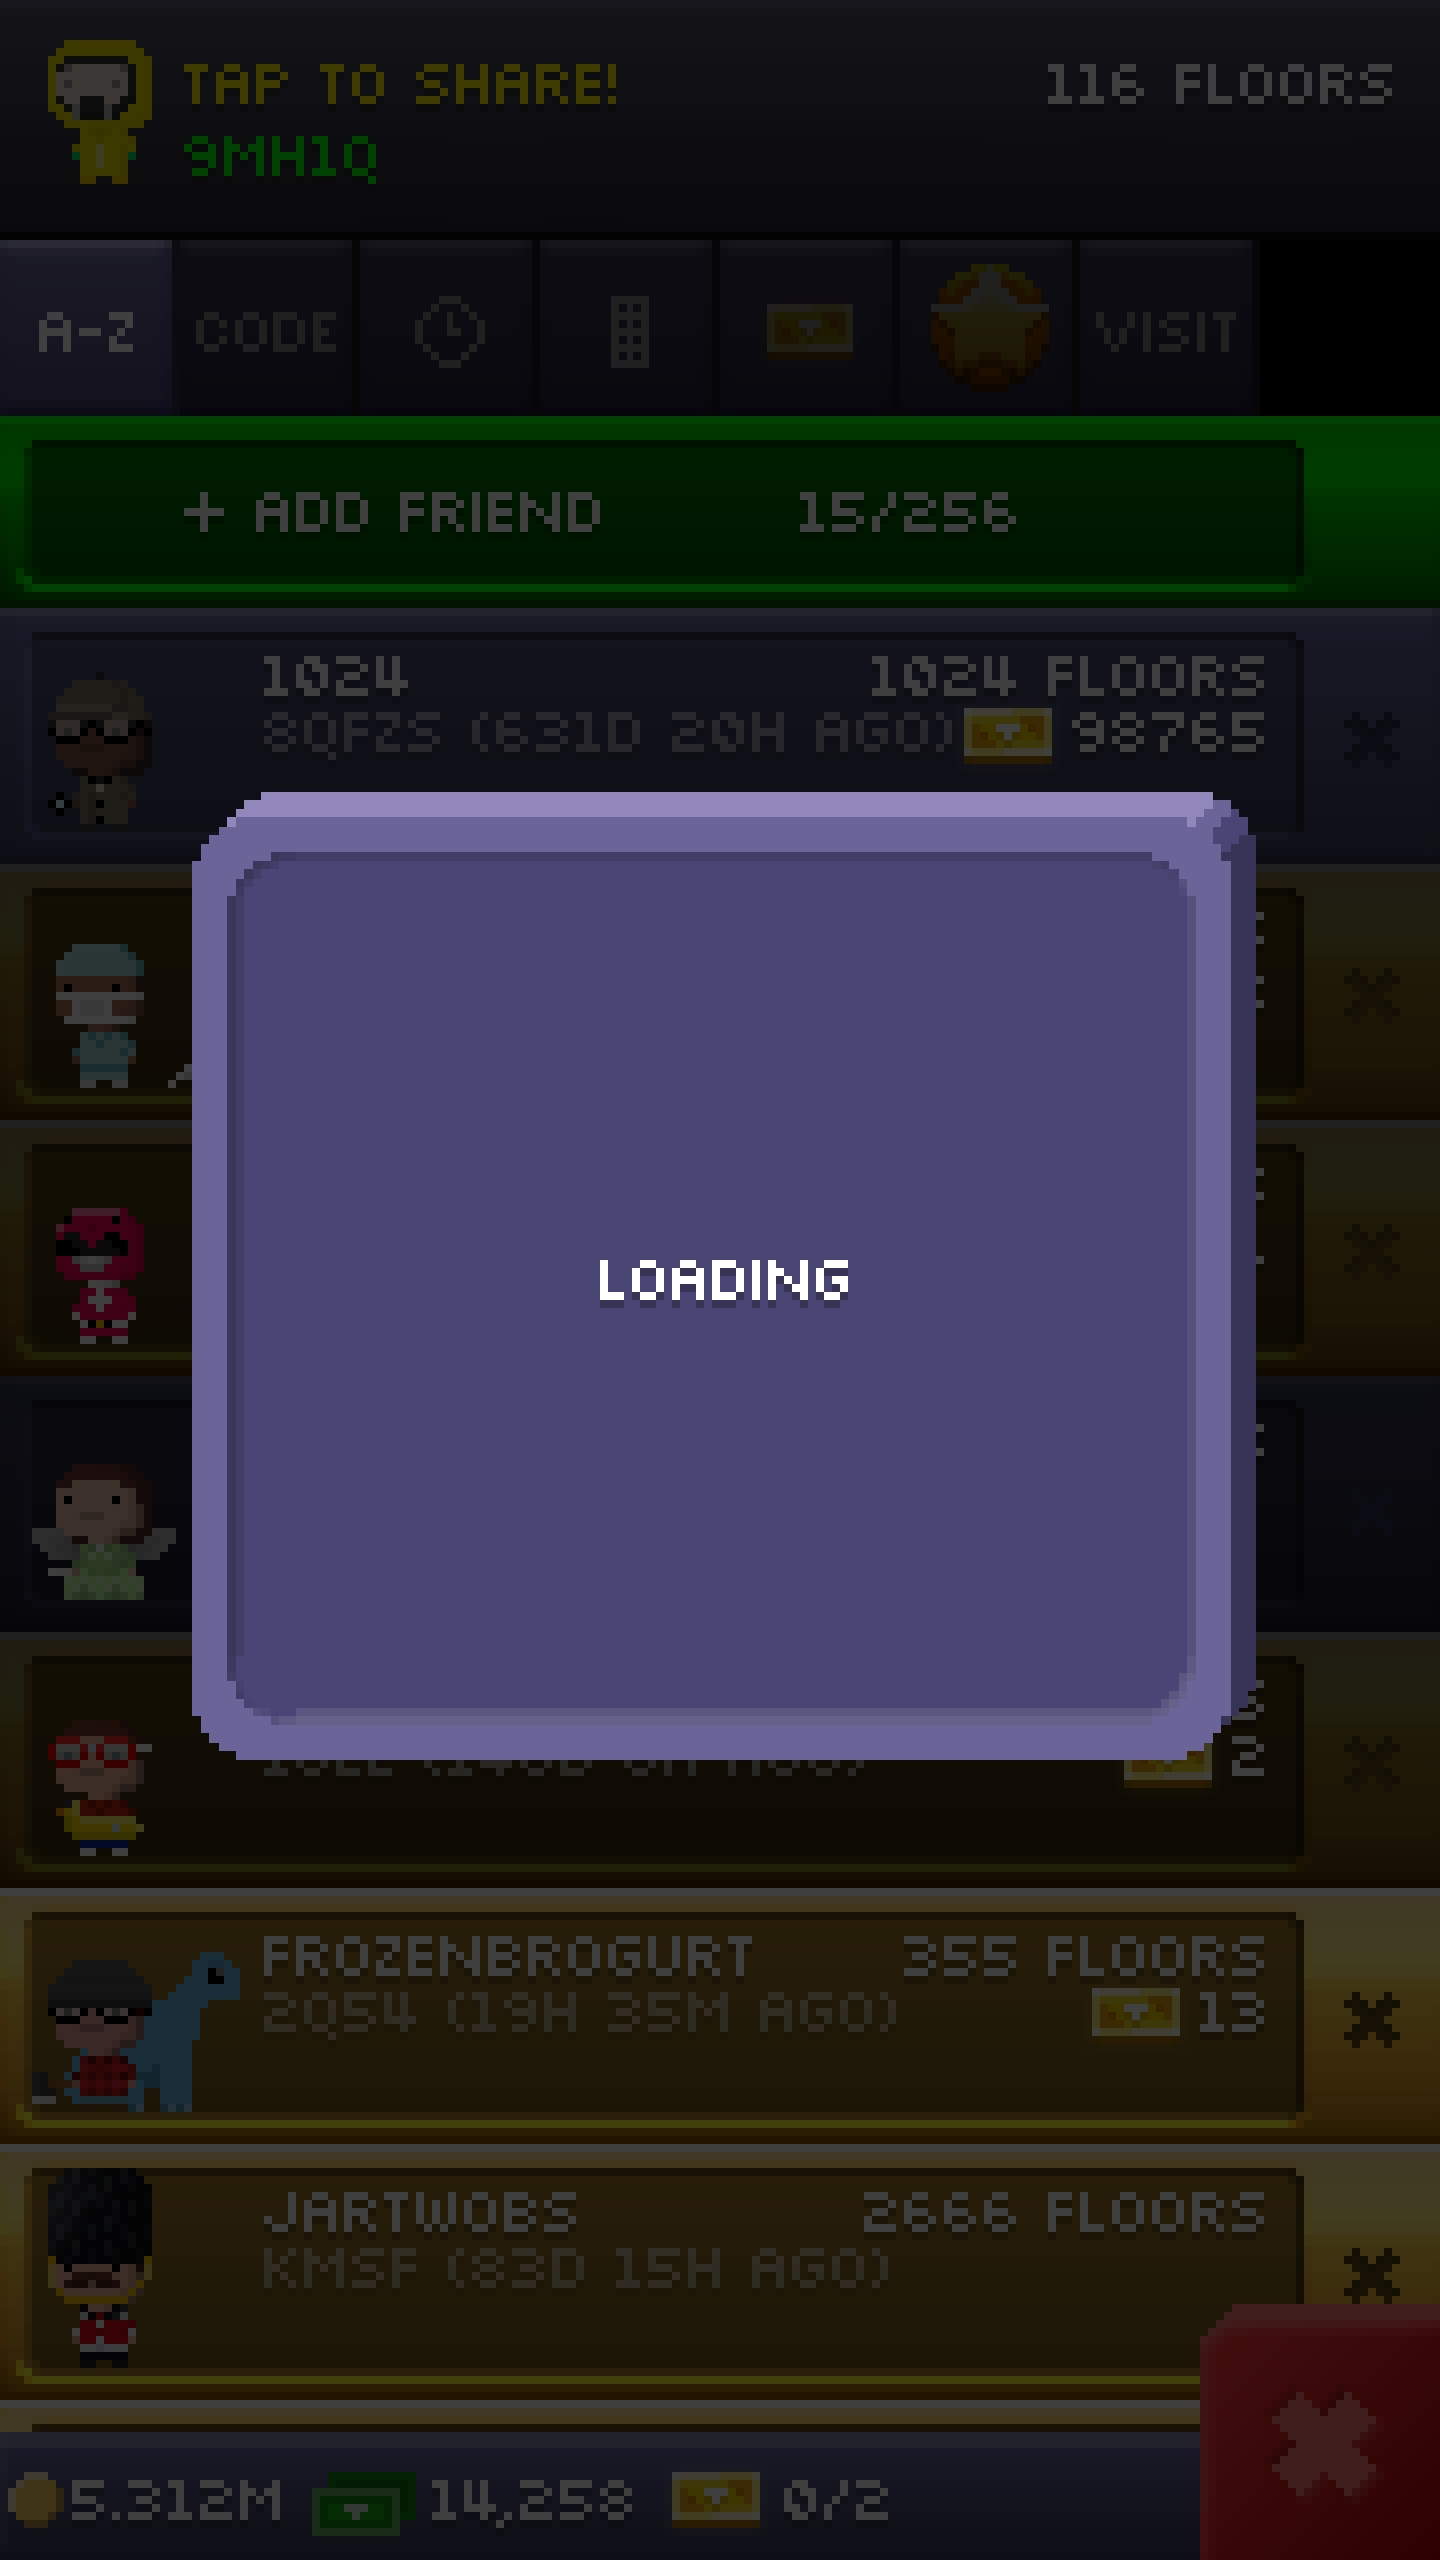 TAP TO SHARE!
116 FLOORS
9MH1Q
A-Z
CODE
VISIT
+ ADD FRIEND
15/256
1024
1024 FLOORS
8QFZS (631D 20H AGO)
98765
LOADING
2
FROZENBROGURT
355 FLOORS
2Q54 (19H 35M AGO)
13
JARTWOBS
2666 FLOORS
KMSF (83D 15H AGO)
5.312M
14,258
0/2